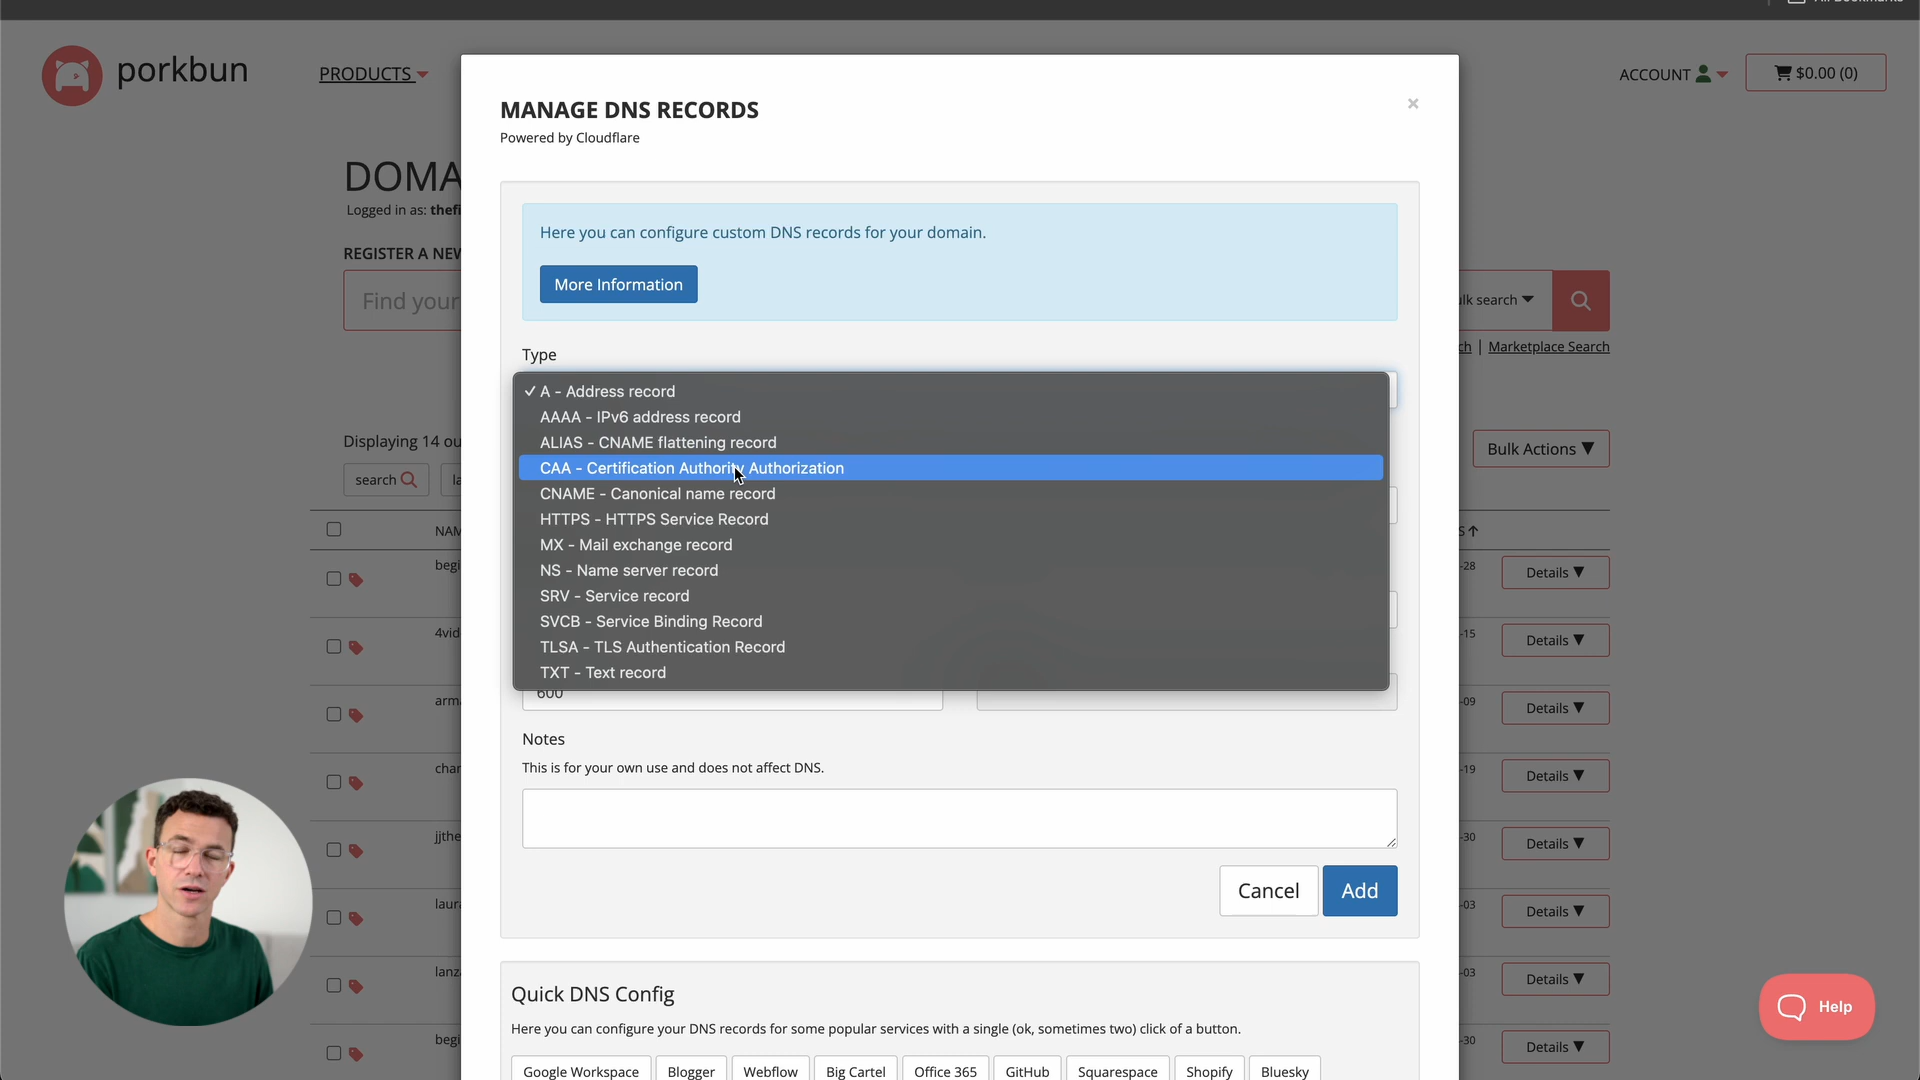 porkbun
PRODUCTS
ACCOUNT
$0.00 (0)
MANAGE DNS RECORDS
×
Powered by Cloudflare
DOMA
Logged in as: thefi
Here you can configure custom DNS records for your domain.
REGISTER A NEW
More Information
Find your
ulk search
ch | Marketplace Search
Type
✓ A - Address record
AAAA - IPv6 address record
ALIAS - CNAME flattening record
CAA - Certification Authority Authorization
CNAME - Canonical name record
HTTPS - HTTPS Service Record
MX - Mail exchange record
NS - Name server record
SRV - Service record
SVCB - Service Binding Record
TLSA - TLS Authentication Record
TXT - Text record
Displaying 14 ou
Bulk Actions ▼
search
la
NAM
S↑
begi
-28
Details ▼
4vid
-15
Details ▼
arma
-09
Details ▼
600
Notes
This is for your own use and does not affect DNS.
char
-19
Details ▼
jjthe
-30
Details ▼
Cancel
Add
laura
-03
Details ▼
lanza
-03
Details ▼
Quick DNS Config
Here you can configure your DNS records for some popular services with a single (ok, sometimes two) click of a button.
Help
begi
-30
Details ▼
Google Workspace
Blogger
Webflow
Big Cartel
Office 365
GitHub
Squarespace
Shopify
Bluesky